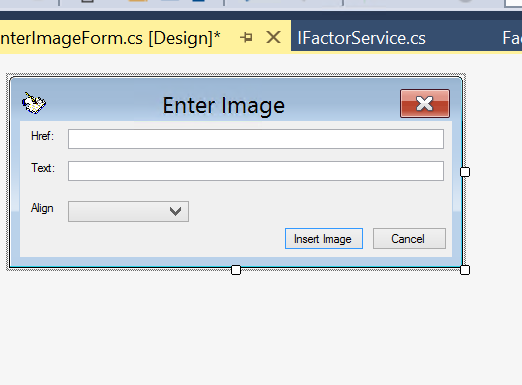 nterImageForm.cs [Design]* IFactorService.cs Fac
Enter Image
Href:
Text:
Align
Insert Image Cancel